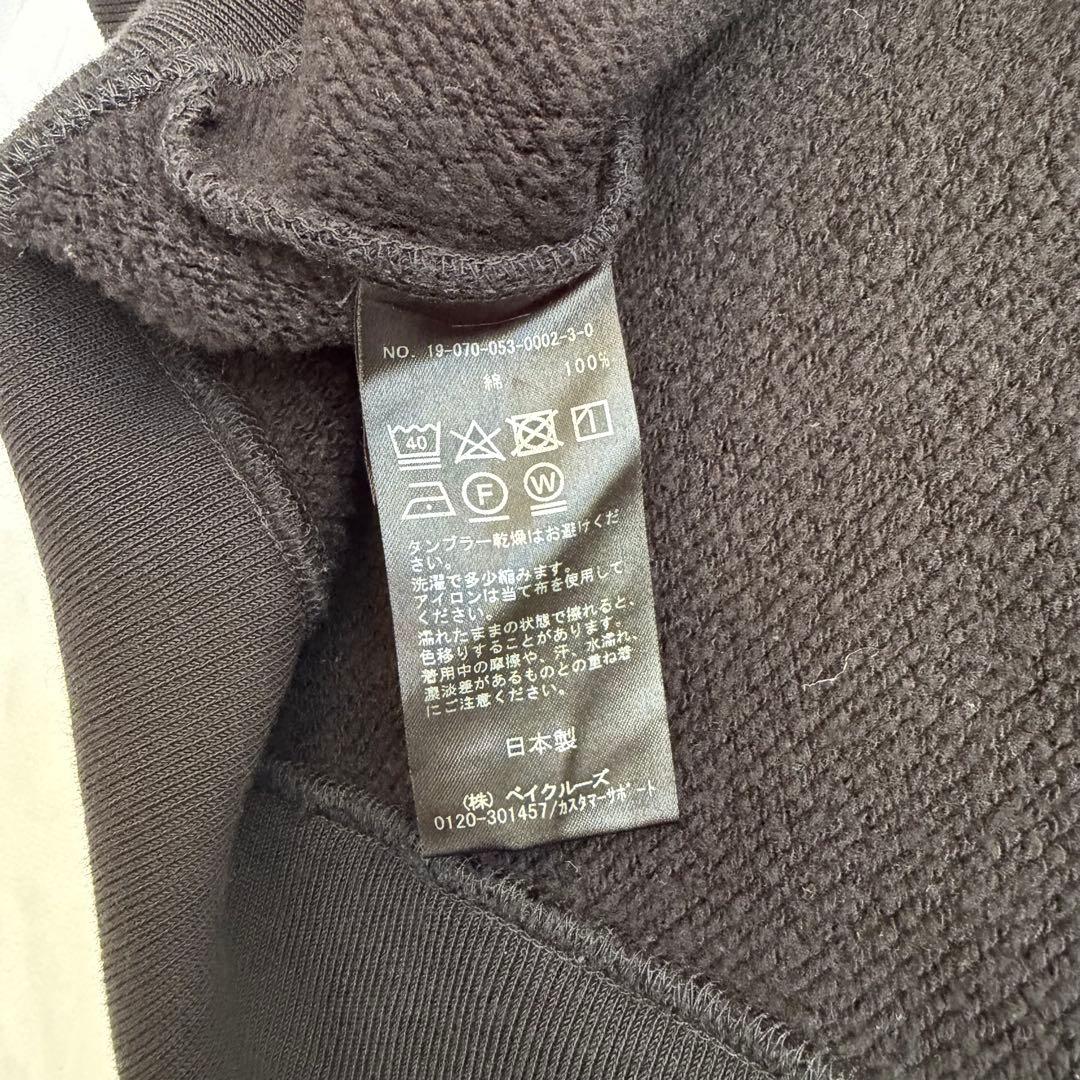 NO. 19-070-053-0002-3-0
綿 100%
40
F W
タンブラー乾燥はお避けくだ
さい。
洗濯で多少縮みます。
アイロンは当て布を使用して
ください。
濡れたままの状態で擦れると、
色移りすることがあります。
着用中の摩擦や、汗、水濡れ、
濃淡差があるものとの重ね着
にご注意ください。
日本製
(株) ベイクルーズ
0120-301457/カスタマーサポート